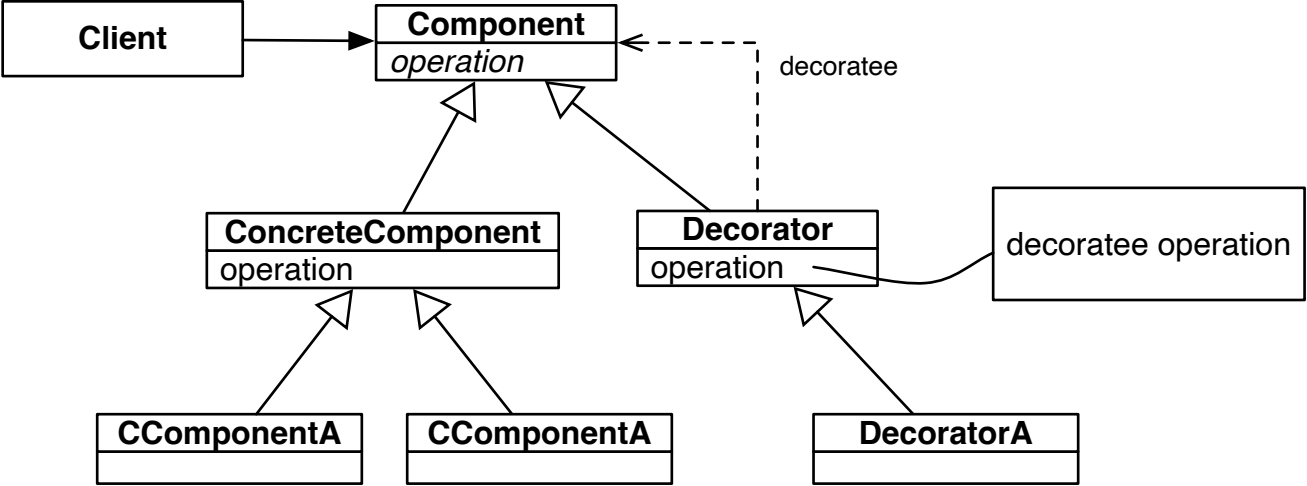 Client
Component
operation
decoratee
ConcreteComponent
operation
Decorator
operation
decoratee operation
CComponentA
CComponentA
DecoratorA